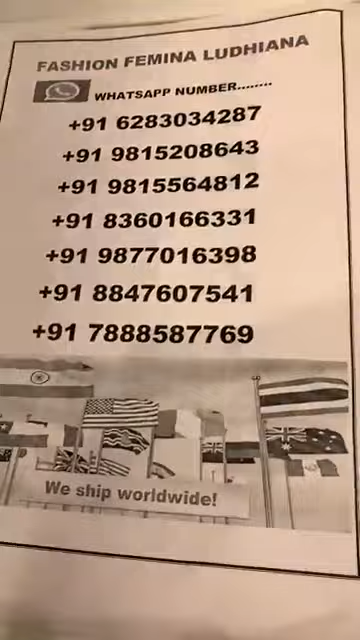 FASHION FEMINA LUDHIANA
WHATSAPP NUMBER........
+91 6283034287
+91 9815208643
+91 9815564812
+91 8360166331
+91 9877016398
+91 8847607541
+91 7888587769
We ship worldwide!